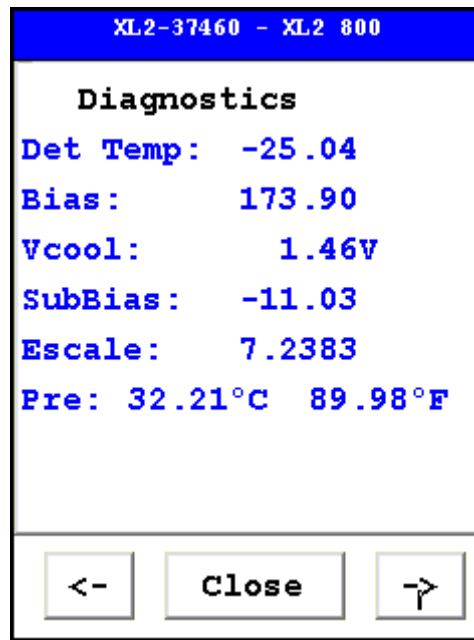 XL2-37460 - XL2 800
Diagnostics
Det Temp: -25.04
Bias: 173.90
Vcool: 1.46V
SubBias: -11.03
Escale: 7.2383
Pre: 32.21°C 89.98°F
<- Close ->